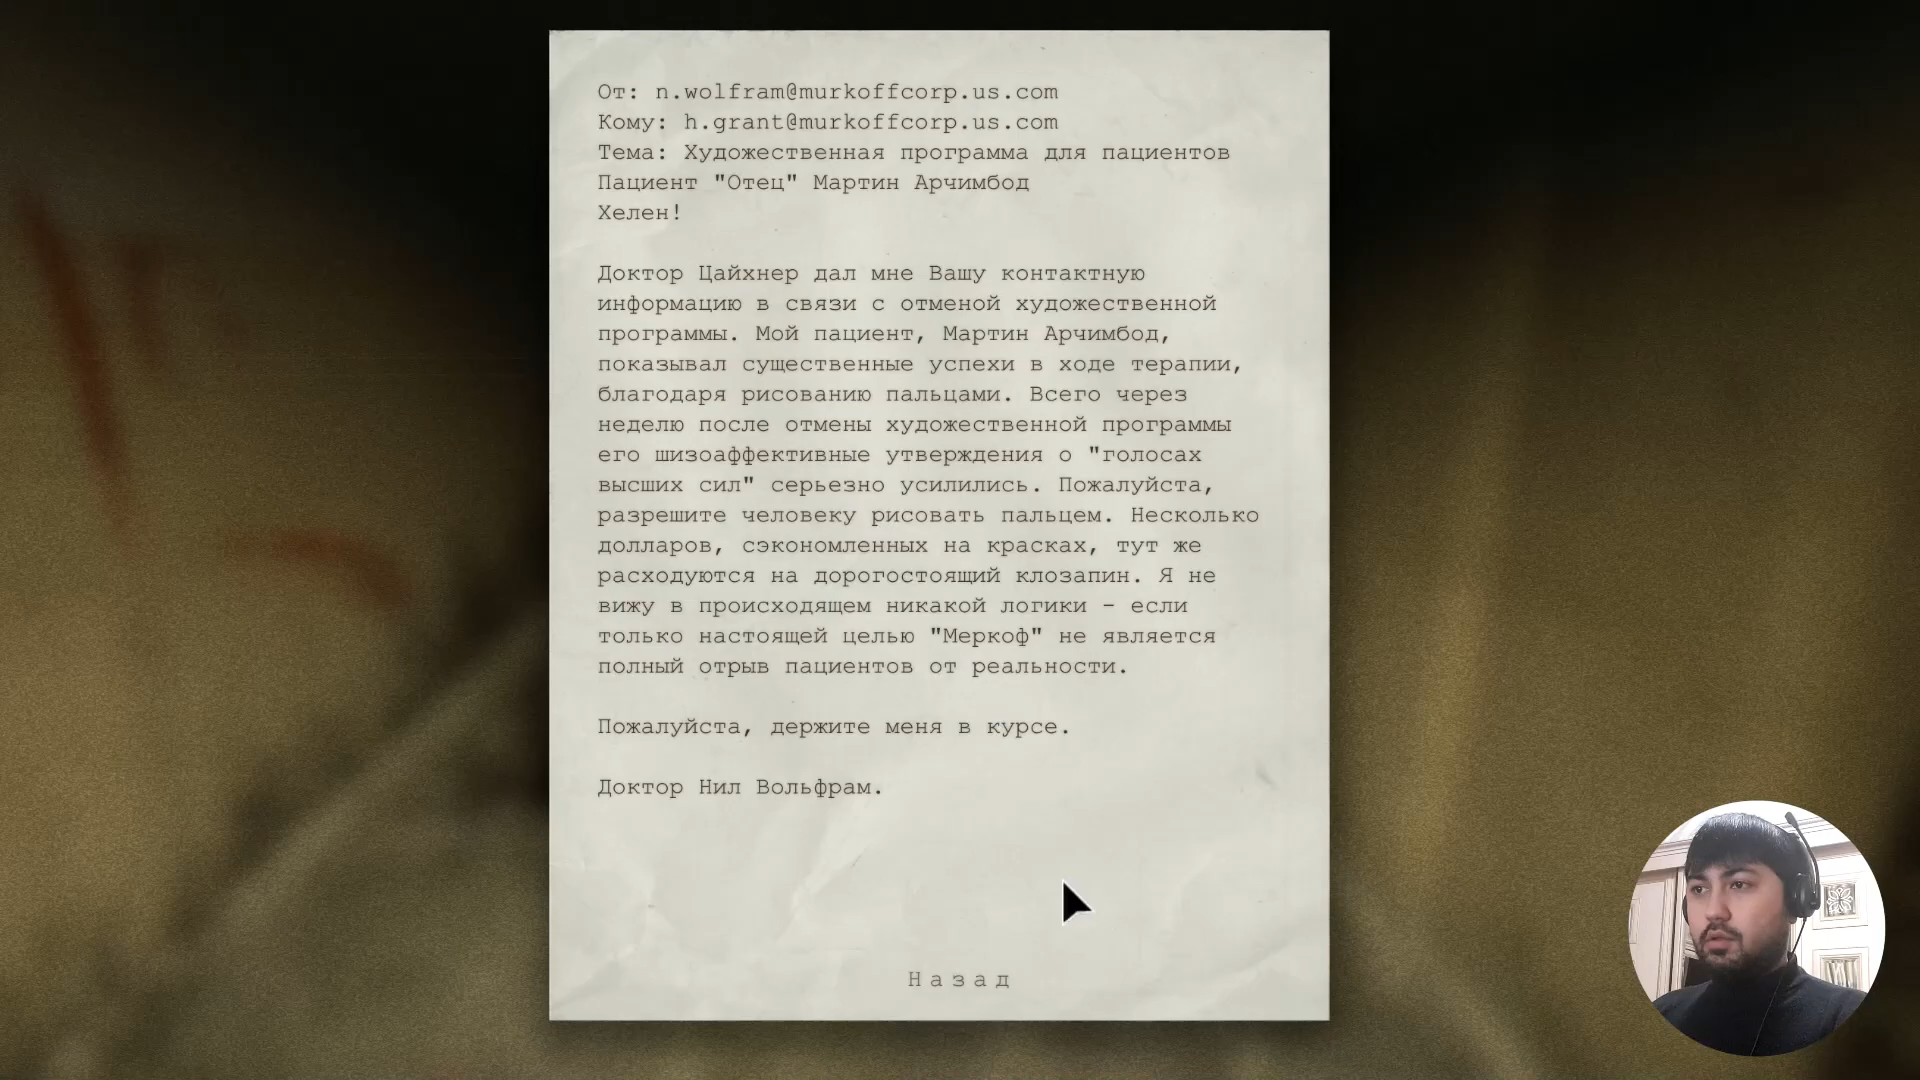 От: n.wolfram@murkoffcorp.us.com
Кому: h.grant@murkoffcorp.us.com
Тема: Художественная программа для пациентов
Пациент "Отец" Мартин Арчимбод
Хелен!
Доктор Цайхнер дал мне Вашу контактную
информацию в связи с отменой художественной
программы. Мой пациент, Мартин Арчимбод,
показывал существенные успехи в ходе терапии,
благодаря рисованию пальцами. Всего через
неделю после отмены художественной программы
его шизоаффективные утверждения о "голосах
высших сил" серьезно усилились. Пожалуйста,
разрешите человеку рисовать пальцем. Несколько
долларов, сэкономленных на красках, тут же
расходуются на дорогостоящий клозапин. Я не
вижу в происходящем никакой логики - если
только настоящей целью "Меркоф" не является
полный отрыв пациентов от реальности.
Пожалуйста, держите меня в курсе.
Доктор Нил Вольфрам.
Назад